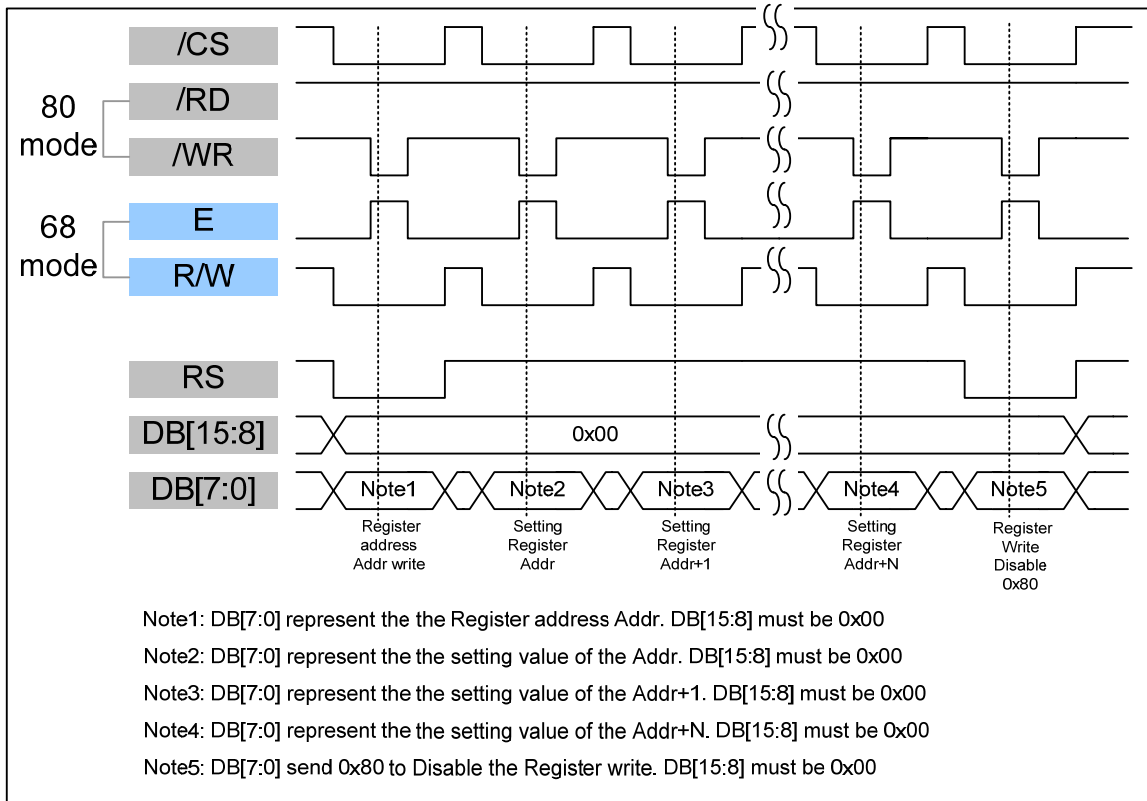 /CS
80
mode
/RD
/WR
68
mode
E
R/W
RS
DB[15:8]
0x00
DB[7:0]
Note1
Note2
Note3
Note4
Note5
Register
address
Addr write
Setting
Register
Addr
Setting
Register
Addr+1
Setting
Register
Addr+N
Register
Write
Disable
0x80
Note1: DB[7:0] represent the the Register address Addr. DB[15:8] must be 0x00
Note2: DB[7:0] represent the the setting value of the Addr. DB[15:8] must be 0x00
Note3: DB[7:0] represent the the setting value of the Addr+1. DB[15:8] must be 0x00
Note4: DB[7:0] represent the the setting value of the Addr+N. DB[15:8] must be 0x00
Note5: DB[7:0] send 0x80 to Disable the Register write. DB[15:8] must be 0x00